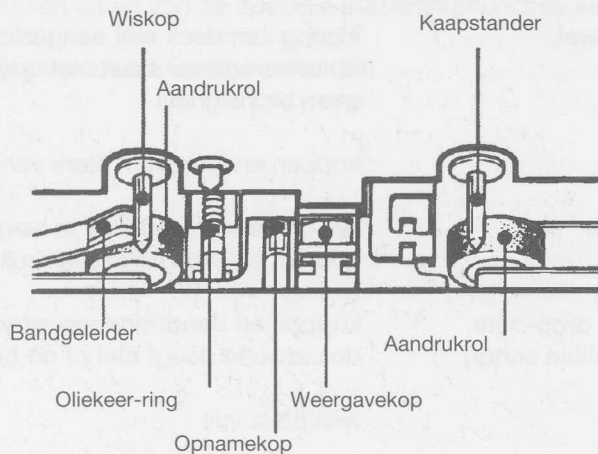 Wiskop
Kaapstander
Aandrukrol
Bandgeleider
Aandrukrol
Oliekeer-ring
Weergavekop
Opnamekop